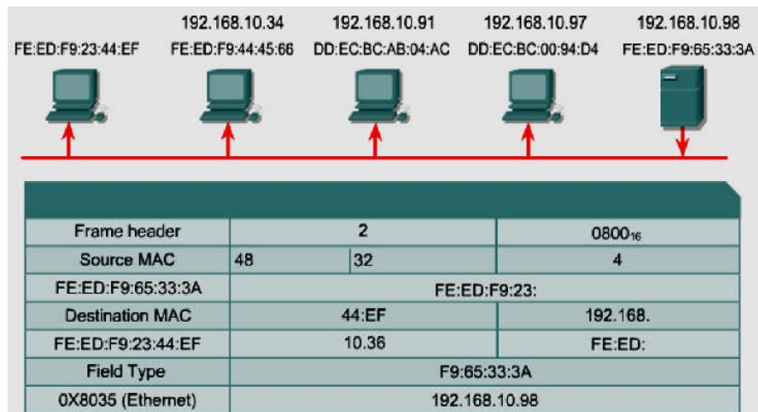 192.168.10.34 192.168.10.91 192.168.10.97 192.168.10.98
FE:ED:F9:23:44:EF FE:ED:F9:44:45:66 DD:EC:BC:AB:04:AC DD:EC:BC:00:94:D4 FE:ED:F9:65:33:3A
Frame header 2 0800₁₆
Source MAC 48 32 4
FE:ED:F9:65:33:3A FE:ED:F9:23:
Destination MAC 44:EF 192.168.
FE:ED:F9:23:44:EF 10.36 FE:ED:
Field Type F9:65:33:3A
0X8035 (Ethernet) 192.168.10.98